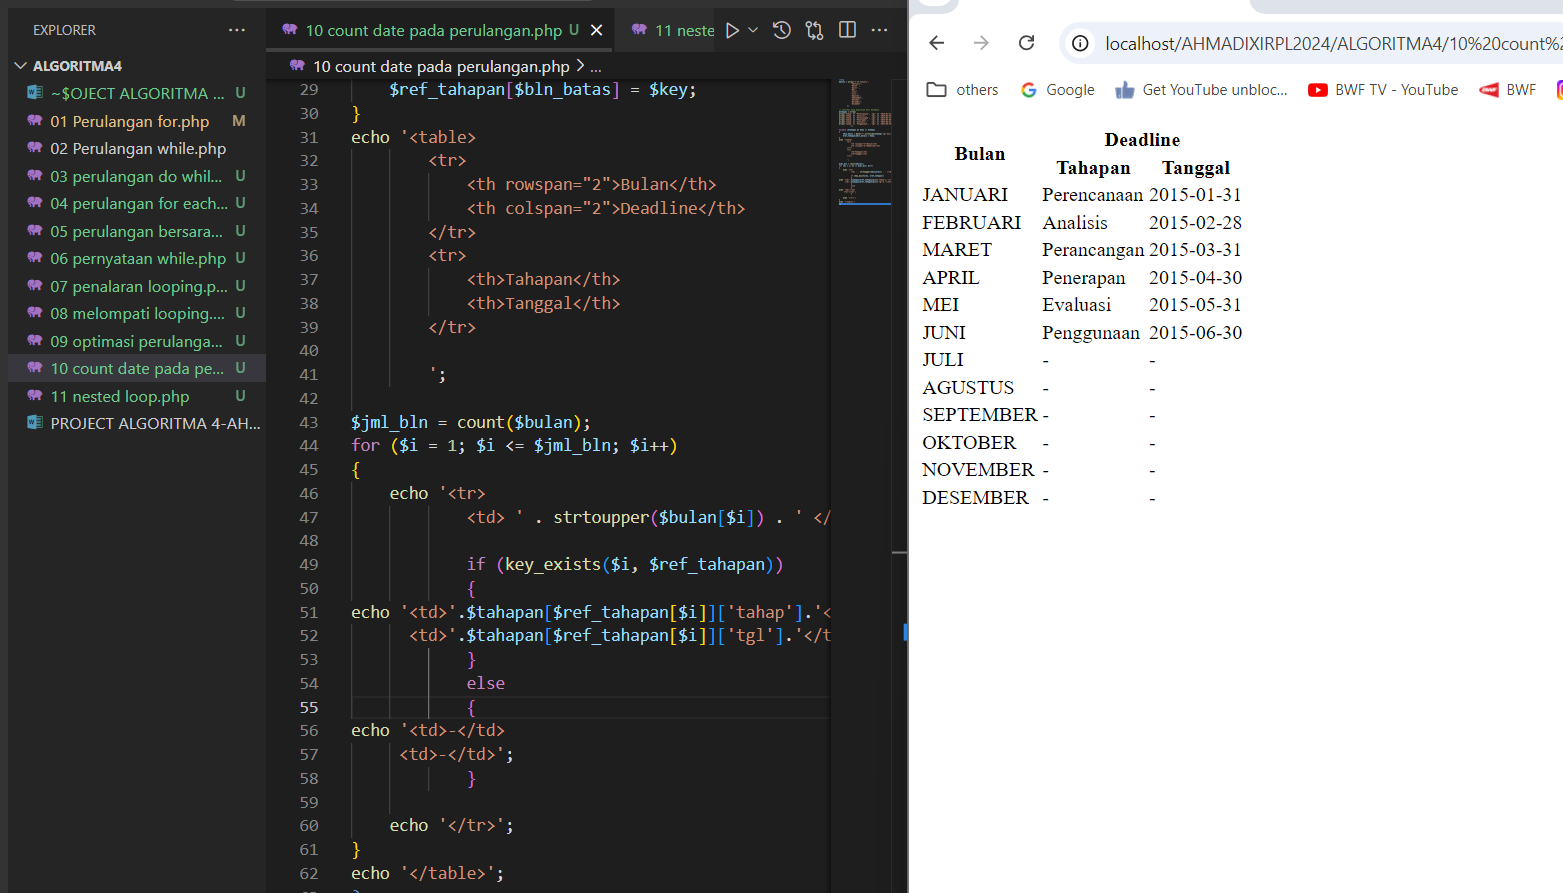 EXPLORER
ALGORITMA4
~$OJECT ALGORITMA ... U
01 Perulangan for.php M
02 Perulangan while.php
03 perulangan do whil... U
04 perulangan for each... U
05 perulangan bersara... U
06 pernyataan while.php U
07 penalaran looping.p... U
08 melompati looping.... U
09 optimasi perulanga... U
10 count date pada pe... U
11 nested loop.php U
PROJECT ALGORITMA 4-AH...
10 count date pada perulangan.php U
11 neste
10 count date pada perulangan.php > ...
29 $ref_tahapan[$bln_batas] = $key;
30 }
31 echo '<table>
32 <tr>
33 <th rowspan="2">Bulan</th>
34 <th colspan="2">Deadline</th>
35 </tr>
36 <tr>
37 <th>Tahapan</th>
38 <th>Tanggal</th>
39 </tr>
40
41 ';
42
43 $jml_bln = count($bulan);
44 for ($i = 1; $i <= $jml_bln; $i++)
45 {
46 echo '<tr>
47 <td> ' . strtoupper($bulan[$i]) . ' </
48
49 if (key_exists($i, $ref_tahapan))
50 {
51 echo '<td>'.$tahapan[$ref_tahapan[$i]]['tahap'].'<
52 <td>'.$tahapan[$ref_tahapan[$i]]['tgl'].'</t
53 }
54 else
55 {
56 echo '<td>-</td>
57 <td>-</td>';
58 }
59
60 echo '</tr>';
61 }
62 echo '</table>';
localhost/AHMADIXIRPL2024/ALGORITMA4/10%20count%2
others
Google
Get YouTube unbloc...
BWF TV - YouTube
BWF
Bulan Deadline
Tahapan Tanggal
JANUARI Perencanaan 2015-01-31
FEBRUARI Analisis 2015-02-28
MARET Perancangan 2015-03-31
APRIL Penerapan 2015-04-30
MEI Evaluasi 2015-05-31
JUNI Penggunaan 2015-06-30
JULI - -
AGUSTUS - -
SEPTEMBER - -
OKTOBER - -
NOVEMBER - -
DESEMBER - -